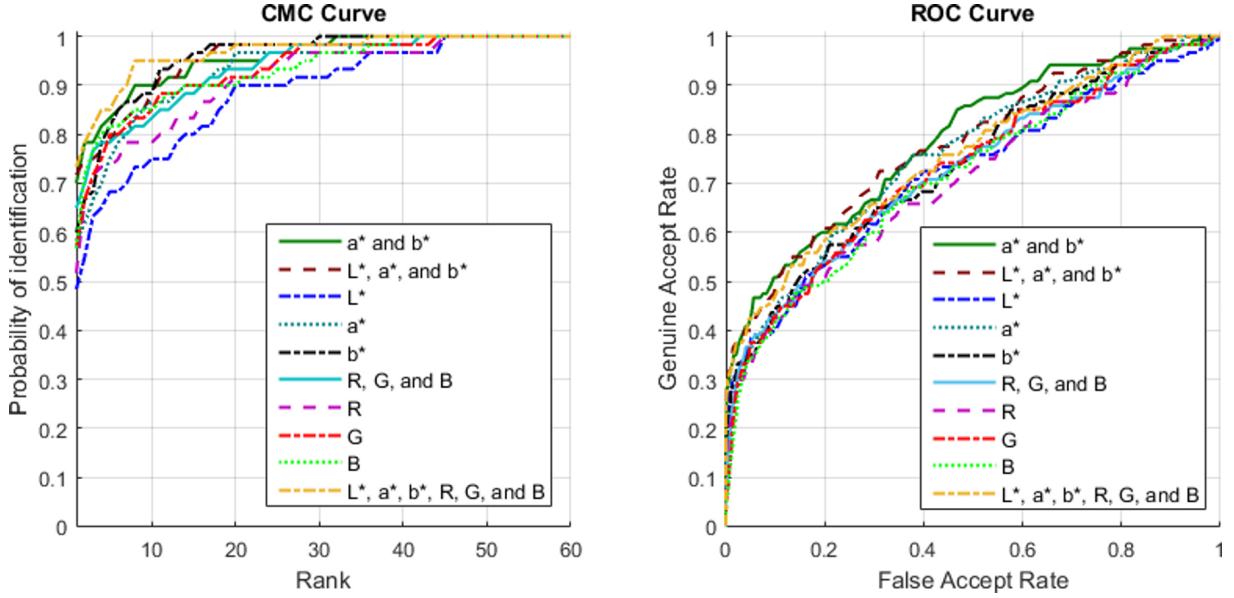 CMC Curve
1
0.9
0.8
0.7
0.6
0.5
0.4
0.3
0.2
0.1
0
Probability of identification
a* and b*
L*, a*, and b*
L*
a*
b*
R, G, and B
R
G
B
L*, a*, b*, R, G, and B
10 20 30 40 50 60
Rank
ROC Curve
1
0.9
0.8
0.7
0.6
0.5
0.4
0.3
0.2
0.1
0
Genuine Accept Rate
a* and b*
L*, a*, and b*
L*
a*
b*
R, G, and B
R
G
B
L*, a*, b*, R, G, and B
0 0.2 0.4 0.6 0.8 1
False Accept Rate